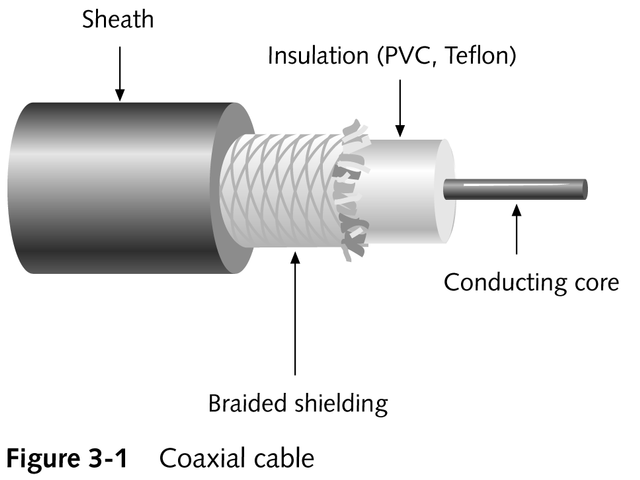 Sheath
Insulation (PVC, Teflon)
Conducting core
Braided shielding
Figure 3-1 Coaxial cable